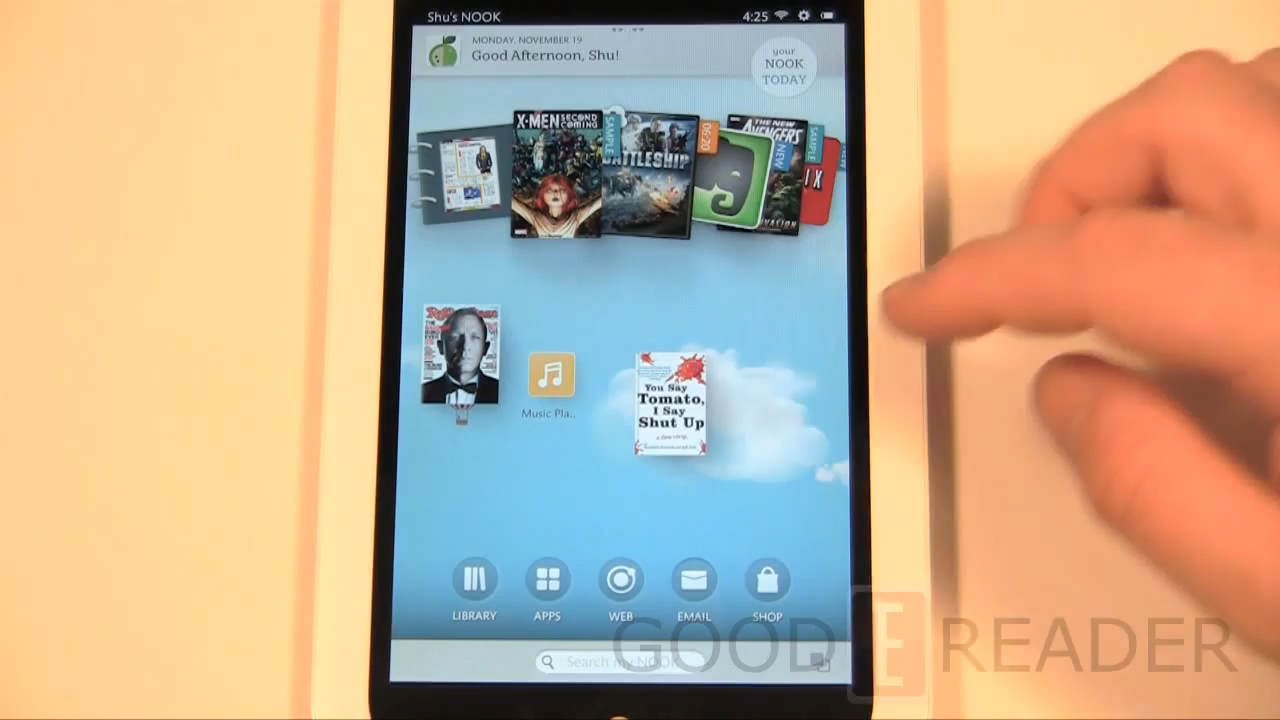 Shu's NOOK
4:25
MONDAY, NOVEMBER 19
Good Afternoon, Shu!
your
NOOK
TODAY
X-MEN SECOND COMING
SAMPLE
BATTLESHIP
06:20
THE NEW
AVENGERS
NEW
SAMPLE
You Say
Tomato,
I Say
Shut Up
Music Pla..
LIBRARY
APPS
WEB
EMAIL
SHOP
Search my NOOK
GOOD E READER